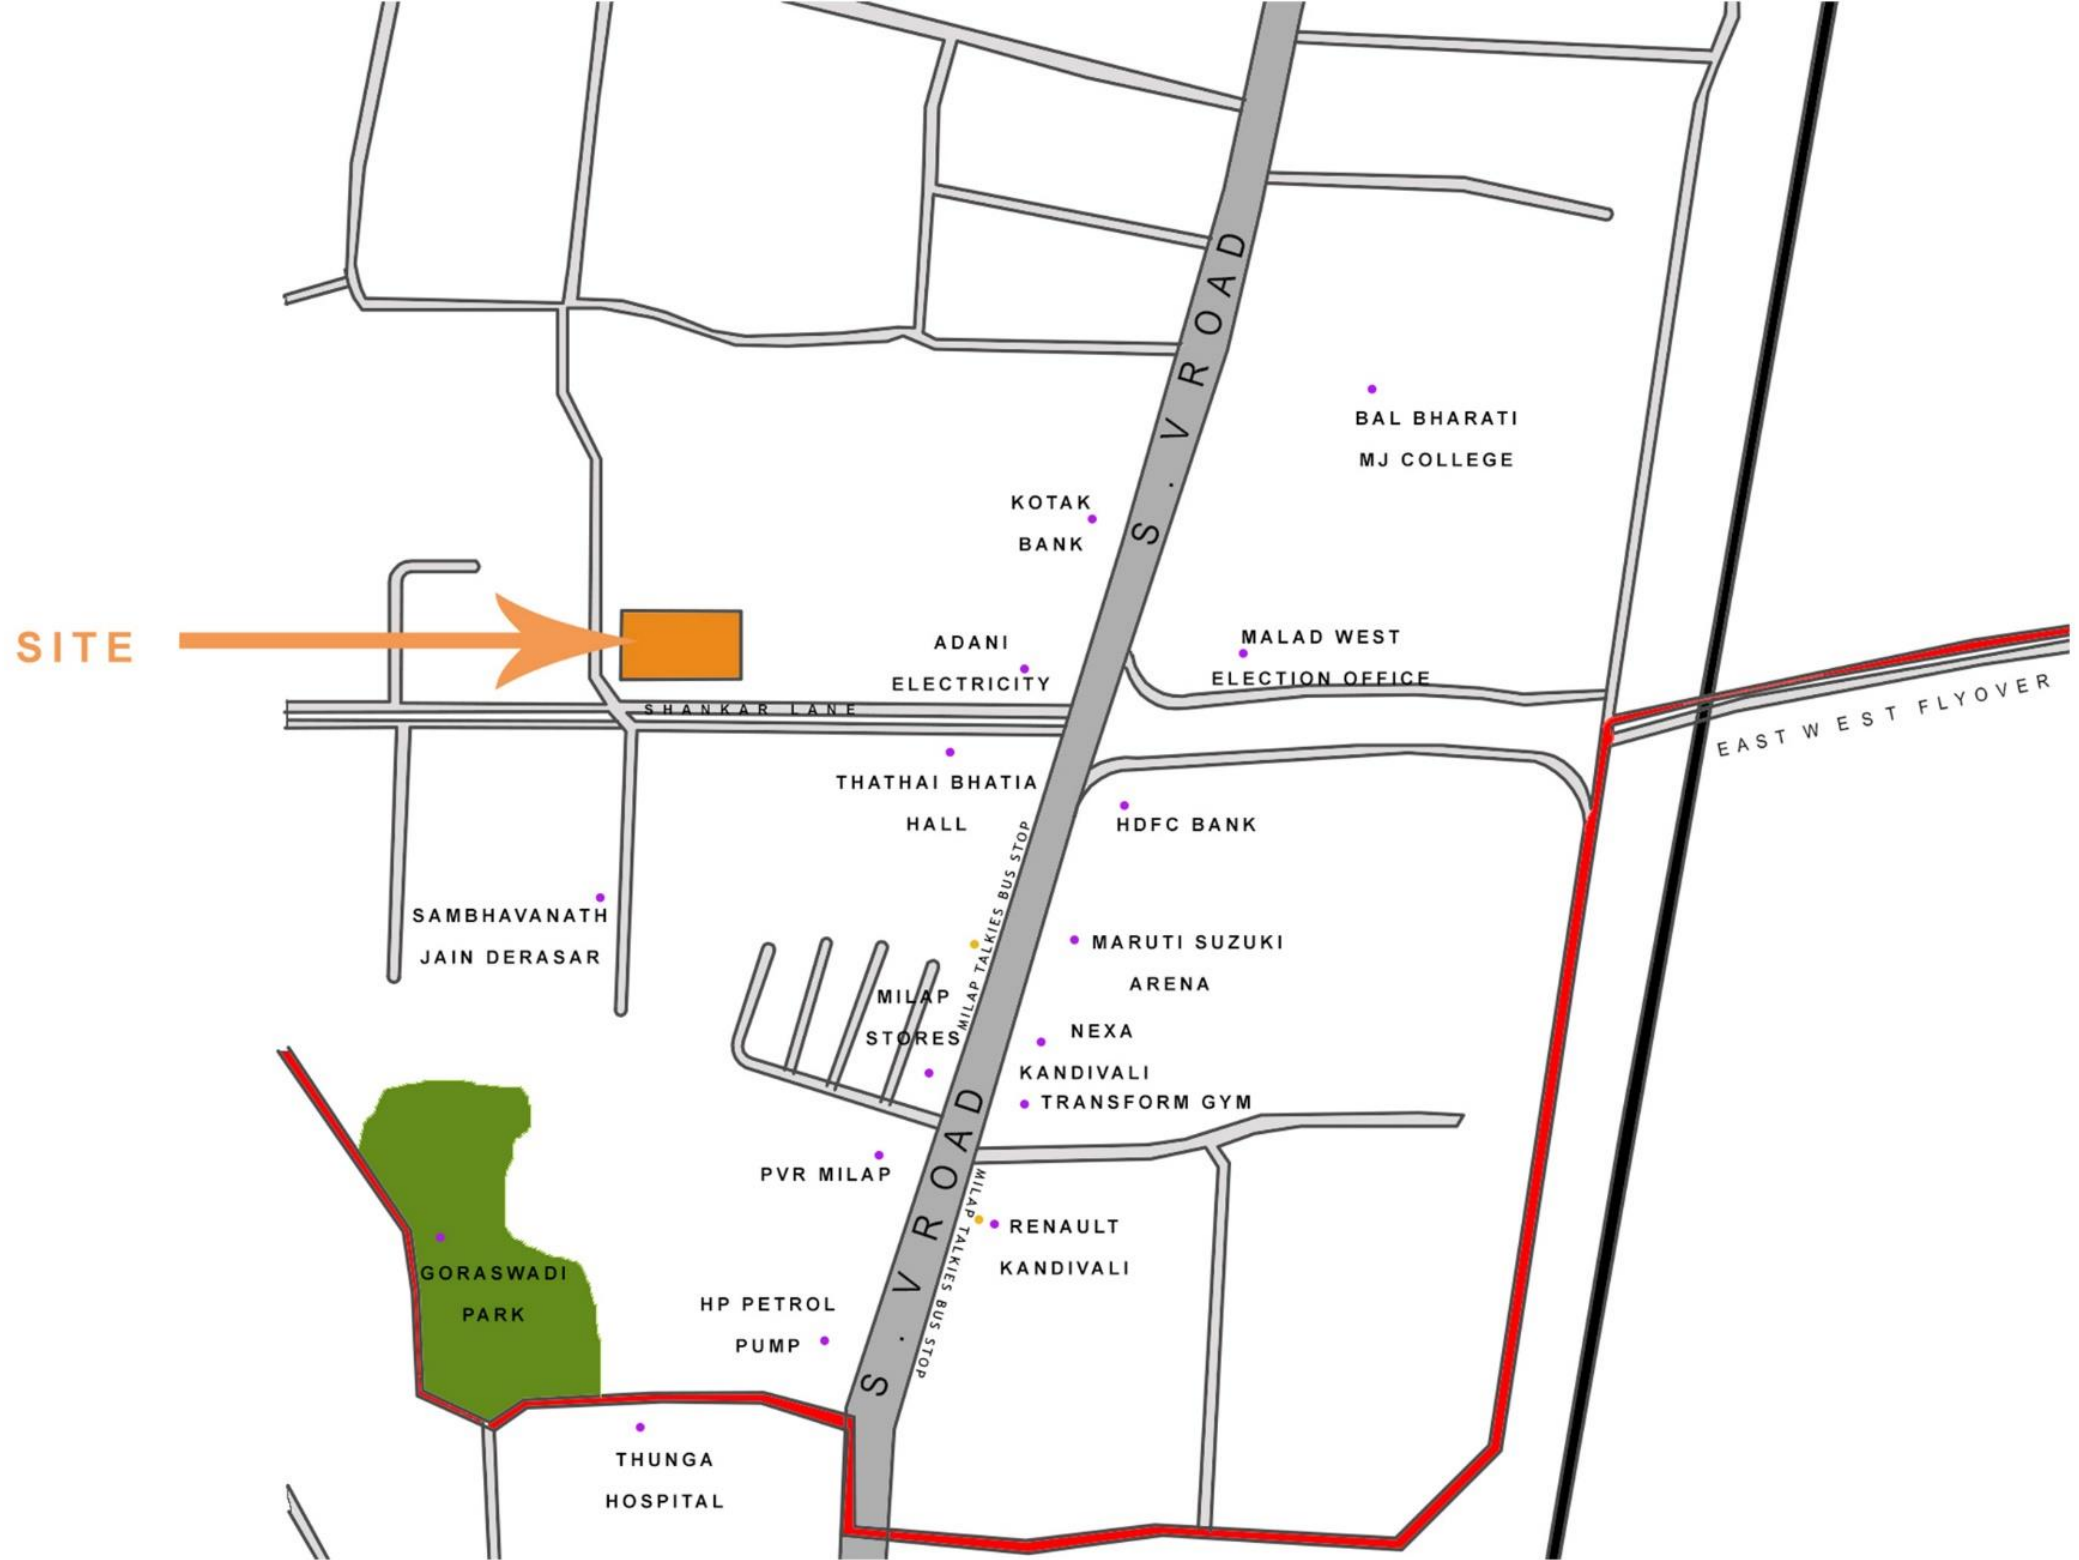 S . V ROAD
BAL BHARATI
MJ COLLEGE
KOTAK
BANK
SITE
ADANI
ELECTRICITY
MALAD WEST
ELECTION OFFICE
SHANKAR LANE
EAST WEST FLYOVER
THATHAI BHATIA
HALL
HDFC BANK
MILAP TALKIES BUS STOP
SAMBHAVANATH
JAIN DERASAR
MARUTI SUZUKI
ARENA
MILAP
STORES
NEXA
KANDIVALI
TRANSFORM GYM
S . V ROAD
PVR MILAP
MILAP TALKIES BUS STOP
RENAULT
KANDIVALI
GORASWADI
PARK
HP PETROL
PUMP
THUNGA
HOSPITAL